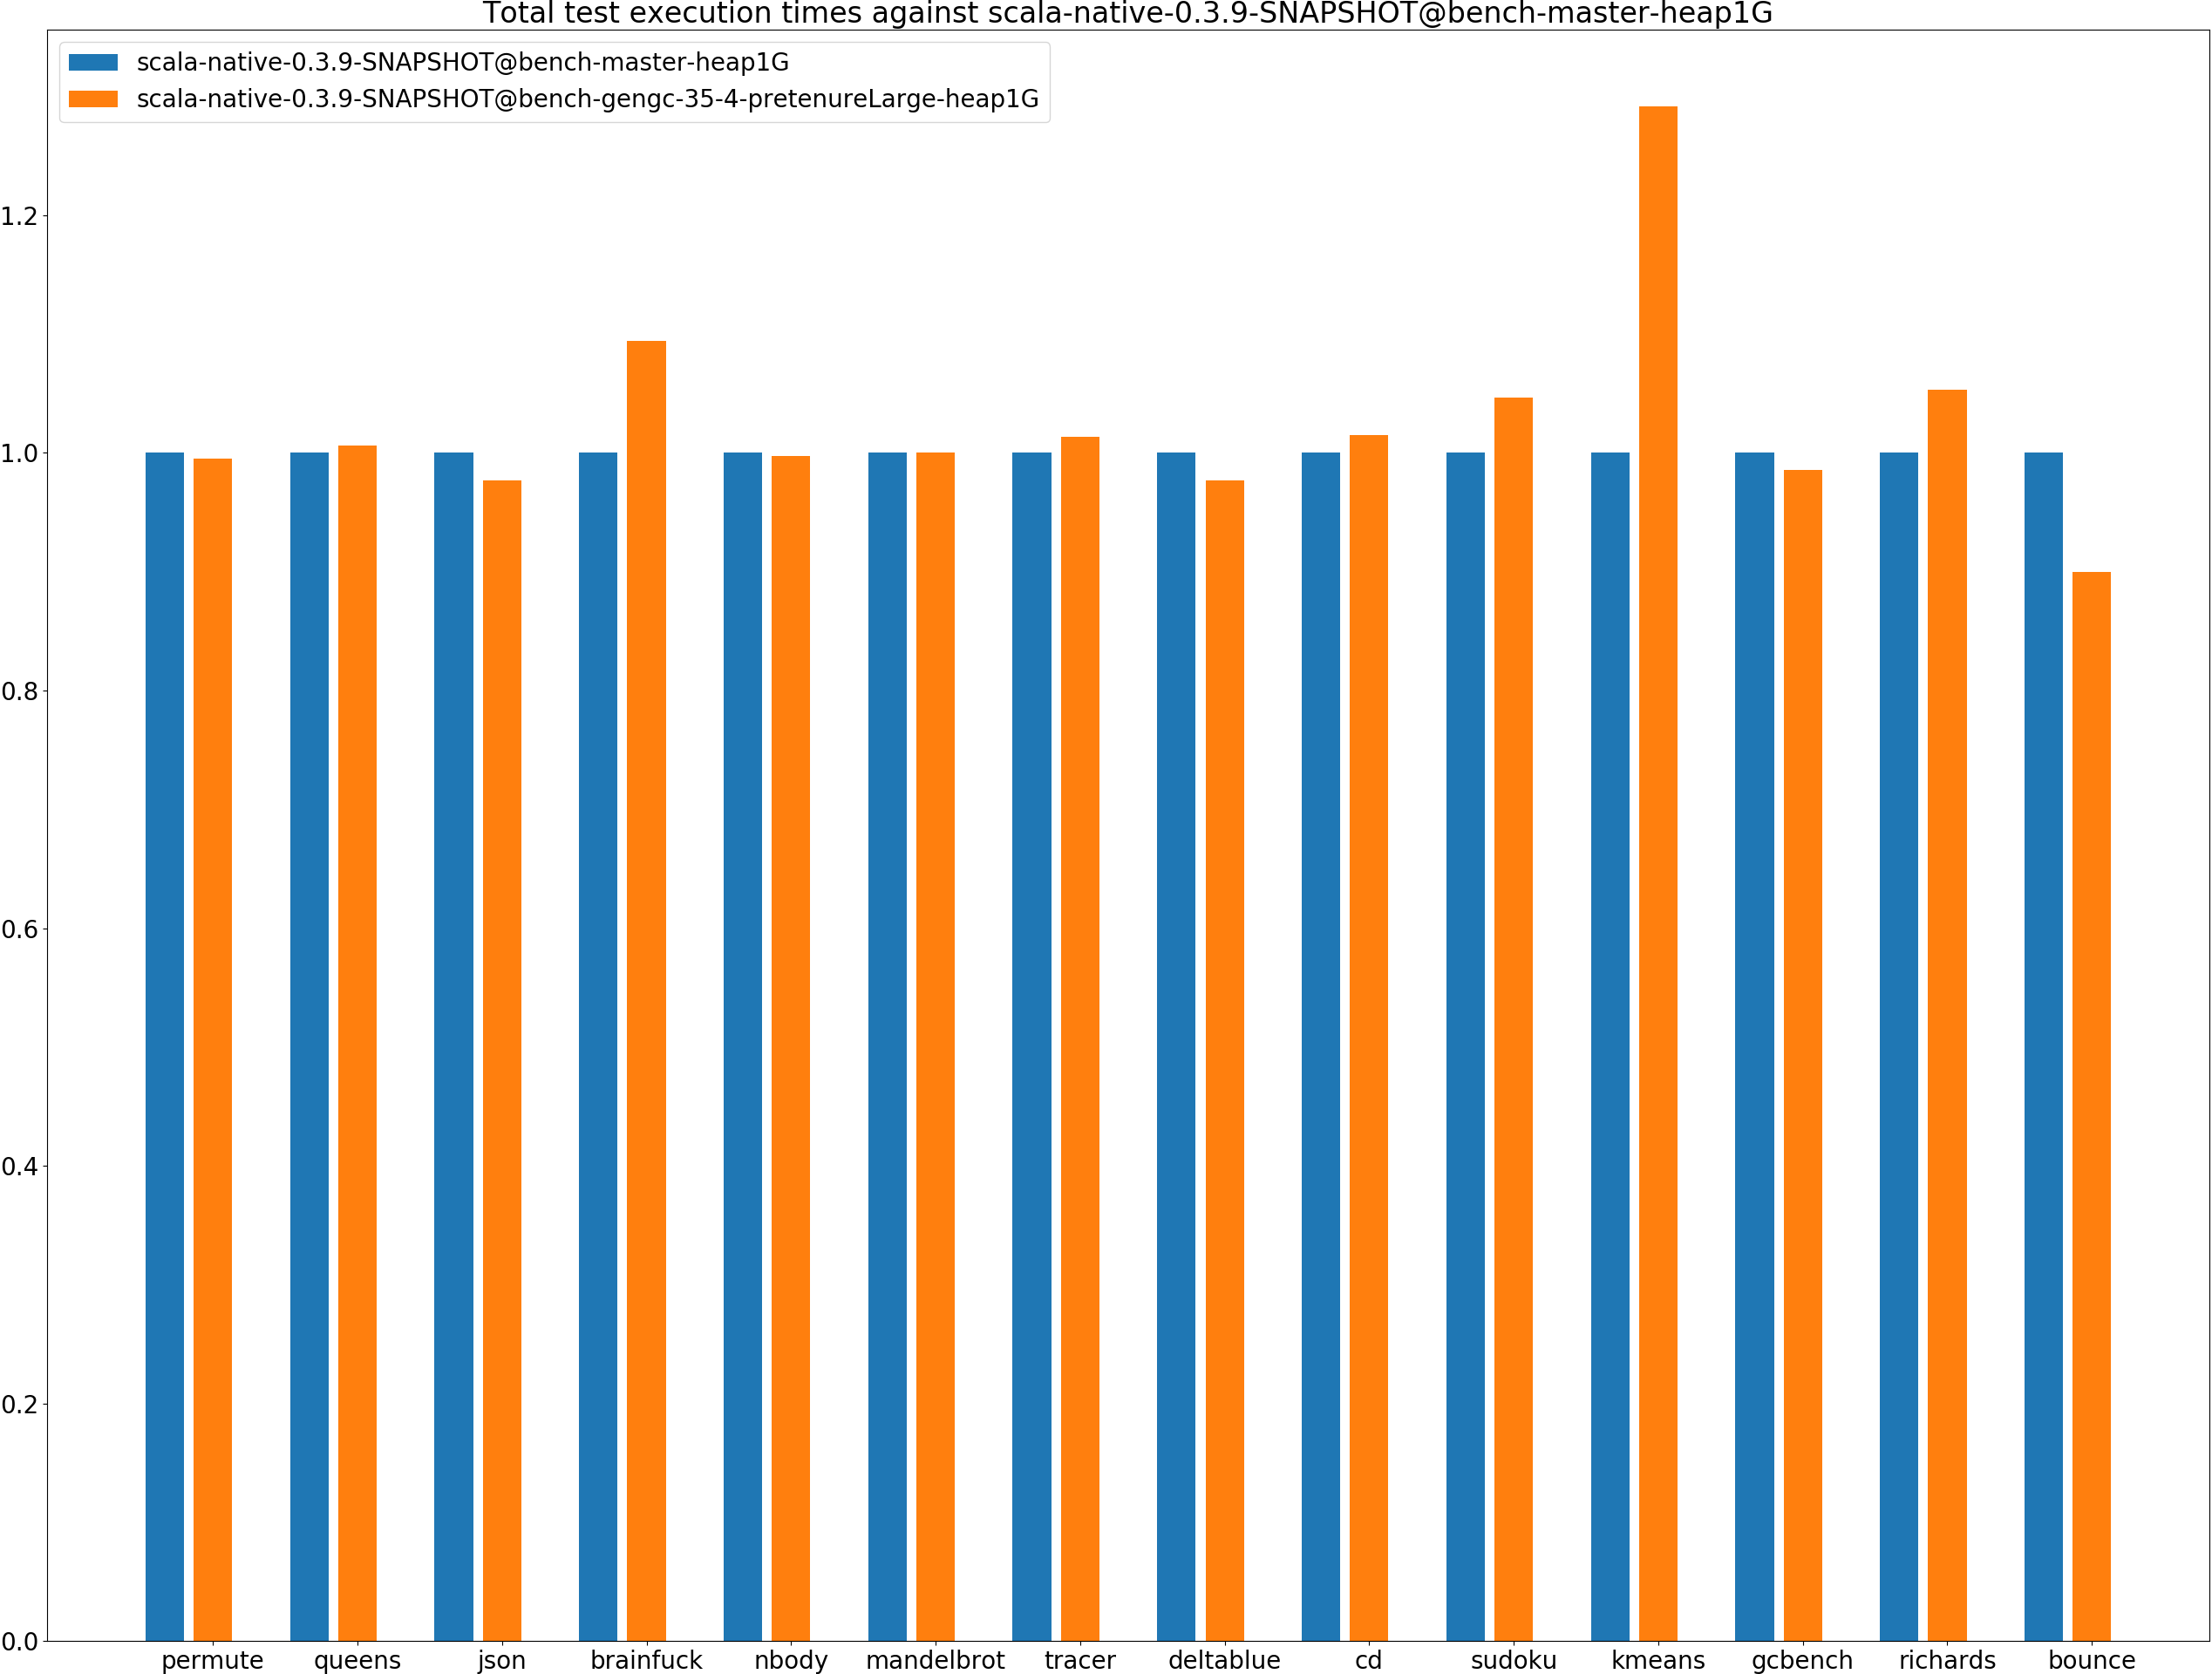 Total test execution times against scala-native-0.3.9-SNAPSHOT@bench-master-heap1G
scala-native-0.3.9-SNAPSHOT@bench-master-heap1G
scala-native-0.3.9-SNAPSHOT@bench-gengc-35-4-pretenureLarge-heap1G
1.2
1.0
0.8
0.6
0.4
0.2
0.0
permute queens json brainfuck nbody mandelbrot tracer deltablue cd sudoku kmeans gcbench richards bounce